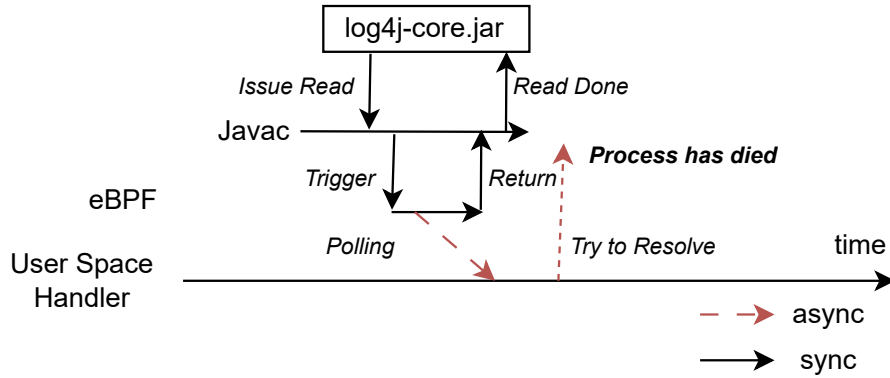 log4j-core.jar
Issue Read
Read Done
Javac
Process has died
Trigger
Return
eBPF
Polling
Try to Resolve
time
User Space
Handler
async
sync